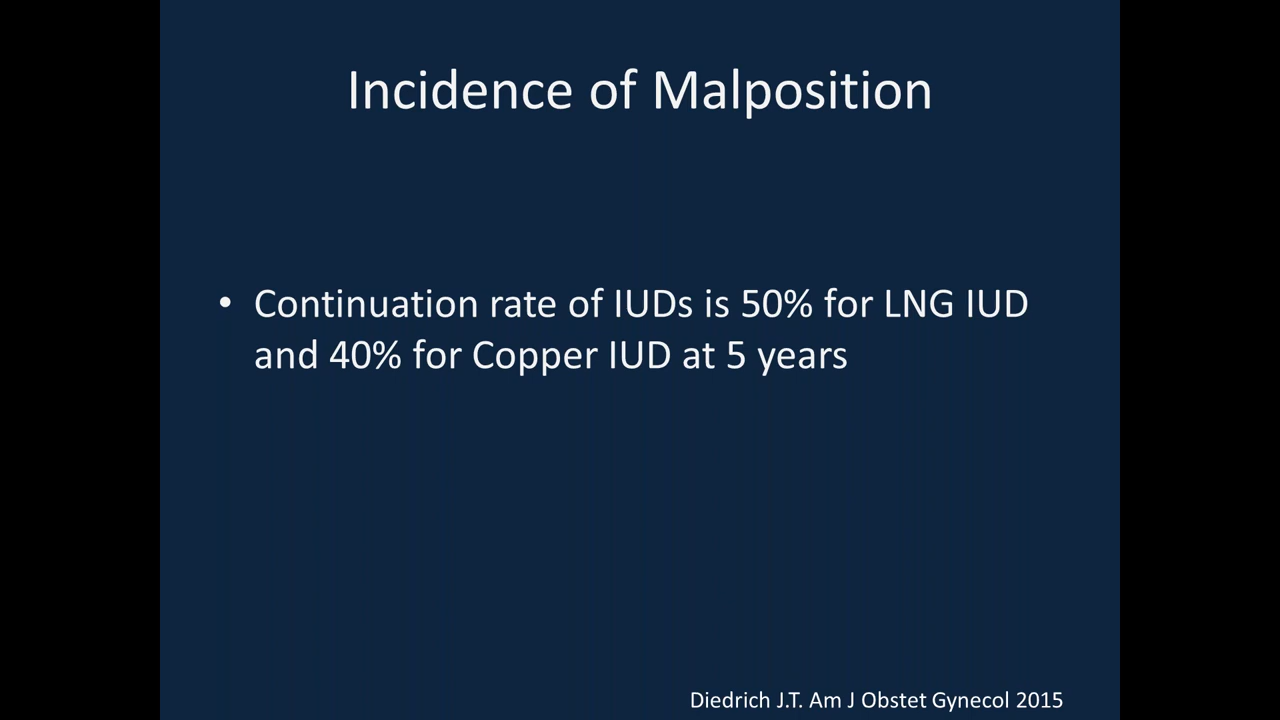 Incidence of Malposition
• Continuation rate of IUDs is 50% for LNG IUD
and 40% for Copper IUD at 5 years
Diedrich J.T. Am J Obstet Gynecol 2015